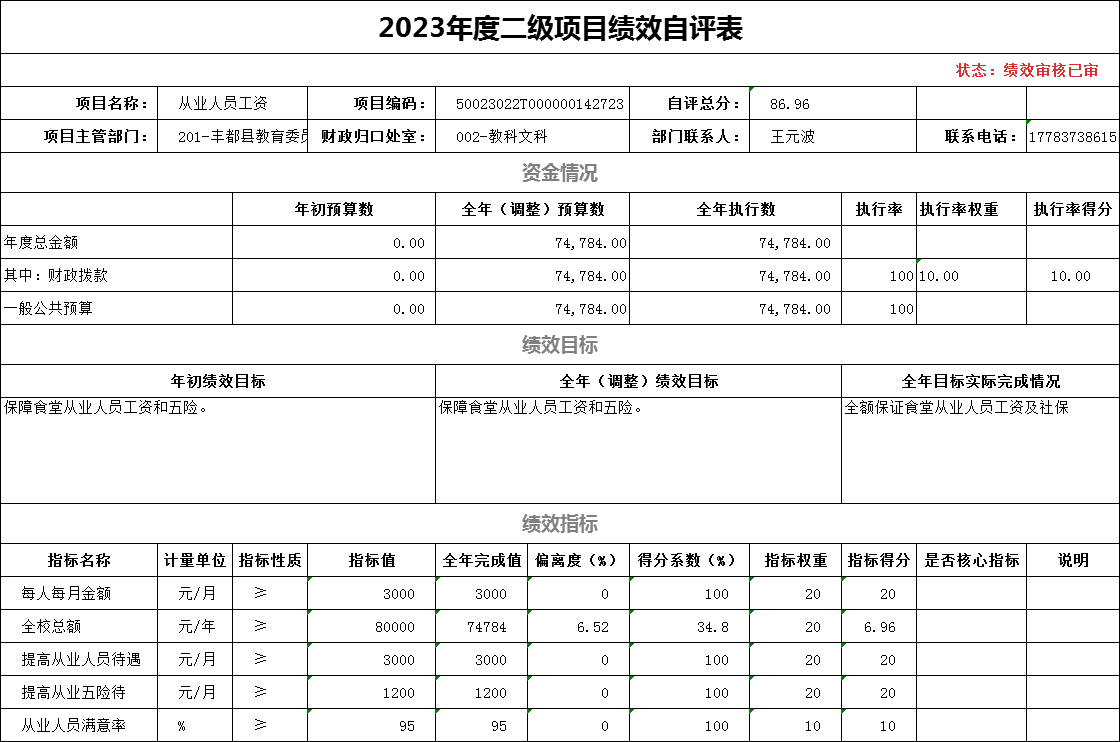 2023年度二级项目绩效自评表
状态：绩效审核已审
项目名称： 从业人员工资 项目编码： 50023022T000000142723 自评总分： 86.96
项目主管部门： 201-丰都县教育委员 财政归口处室： 002-教科文科 部门联系人： 王元波 联系电话： 17783738615
资金情况
年初预算数 全年（调整）预算数 全年执行数 执行率 执行率权重 执行率得分
年度总金额 0.00 74,784.00 74,784.00
其中：财政拨款 0.00 74,784.00 74,784.00 100 10.00 10.00
一般公共预算 0.00 74,784.00 74,784.00 100
绩效目标
年初绩效目标 全年（调整）绩效目标 全年目标实际完成情况
保障食堂从业人员工资和五险。 保障食堂从业人员工资和五险。 全额保证食堂从业人员工资及社保
绩效指标
指标名称 计量单位 指标性质 指标值 全年完成值 偏离度（%） 得分系数（%） 指标权重 指标得分 是否核心指标 说明
每人每月金额 元/月 ≥ 3000 3000 0 100 20 20
全校总额 元/年 ≥ 80000 74784 6.52 34.8 20 6.96
提高从业人员待遇 元/月 ≥ 3000 3000 0 100 20 20
提高从业五险待 元/月 ≥ 1200 1200 0 100 20 20
从业人员满意率 % ≥ 95 95 0 100 10 10